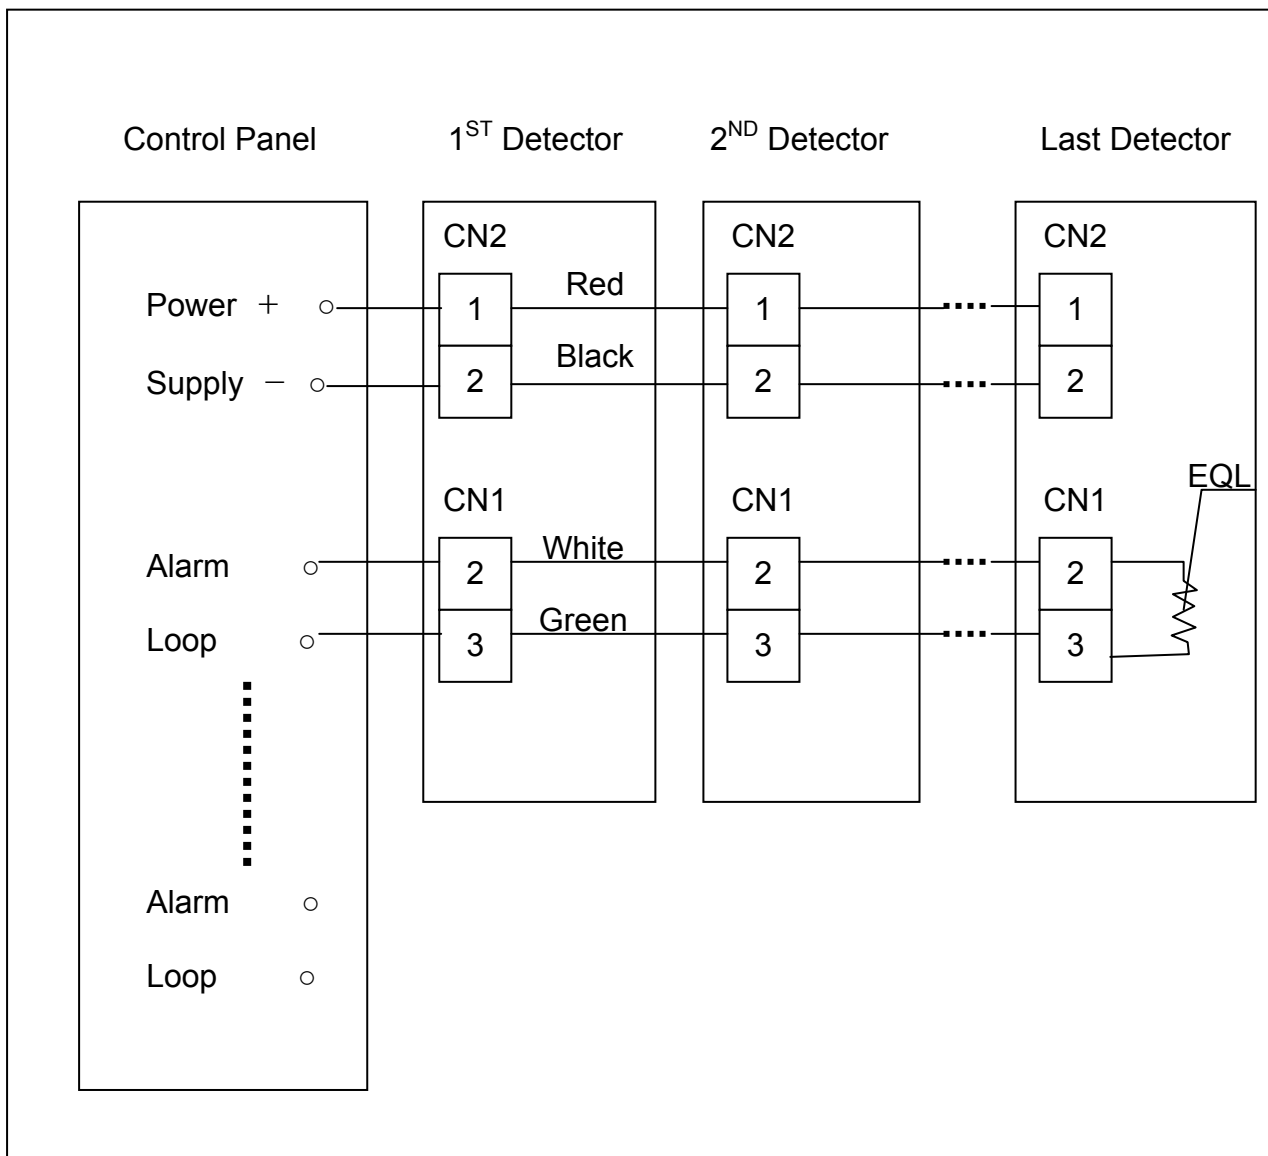 Control Panel
1ST Detector
2ND Detector
Last Detector
CN2
CN2
CN2
Power +
1
Red
1
1
Supply −
2
Black
2
2
CN1
CN1
CN1
EQL
Alarm
2
White
2
2
Loop
3
Green
3
3
Alarm
Loop